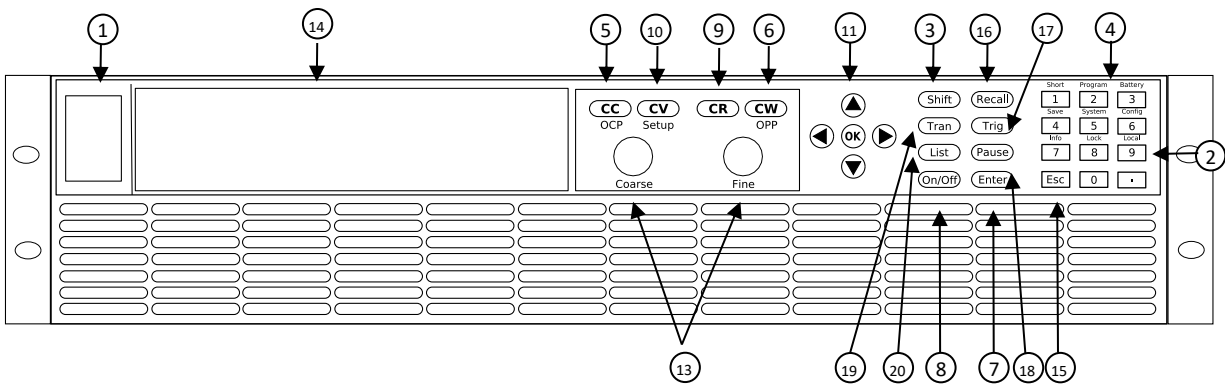 1
14
5
10
9
6
11
3
16
17
4
CC
CV
CR
CW
OCP
Setup
OPP
Coarse
Fine
OK
Shift
Recall
Tran
Trig
List
Pause
On/Off
Enter
Short
Program
Battery
1
2
3
Save
System
Config
4
5
6
Info
Lock
Local
7
8
9
Esc
0
.
2
13
19
20
8
7
18
15